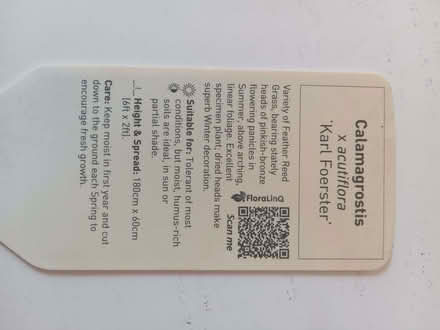 Calamagrostis
x acutiflora
'Karl Foerster'
Variety of Feather Reed
Grass, bearing stately
heads of pinkish-bronze
flowering panicles in
Summer, above arching,
linear foliage. Excellent
specimen plant, dried heads make
superb Winter decoration.
FloraLinQ
Scan me
Suitable for: Tolerant of most
conditions, but moist, humus-rich
soils are ideal, in sun or
partial shade.
Height & Spread: 180cm x 60cm
(6ft x 2ft).
Care: Keep moist in first year and cut
down to the ground each Spring to
encourage fresh growth.